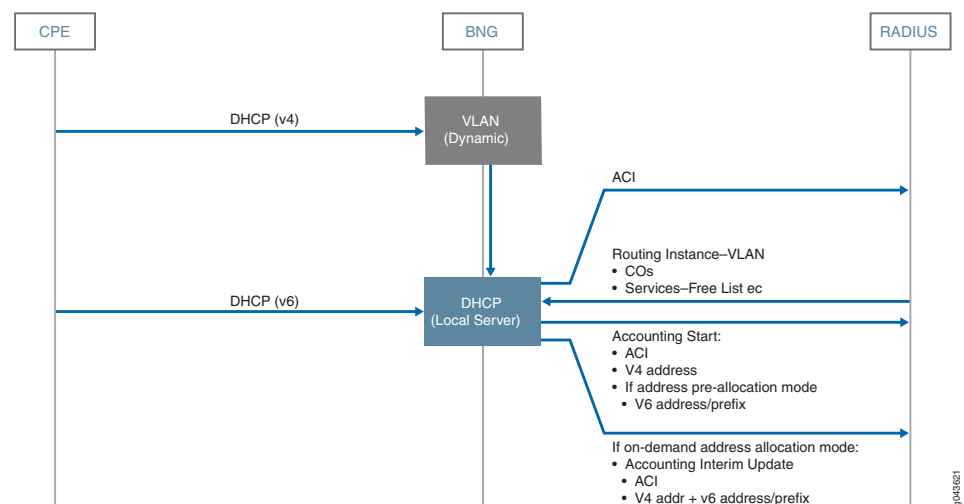 CPE
BNG
RADIUS
DHCP (v4)
VLAN
(Dynamic)
ACI
Routing Instance–VLAN
• COs
• Services–Free List ec
DHCP (v6)
DHCP
(Local Server)
Accounting Start:
• ACI
• V4 address
• If address pre-allocation mode
• V6 address/prefix
If on-demand address allocation mode:
• Accounting Interim Update
• ACI
• V4 addr + v6 address/prefix
g043621